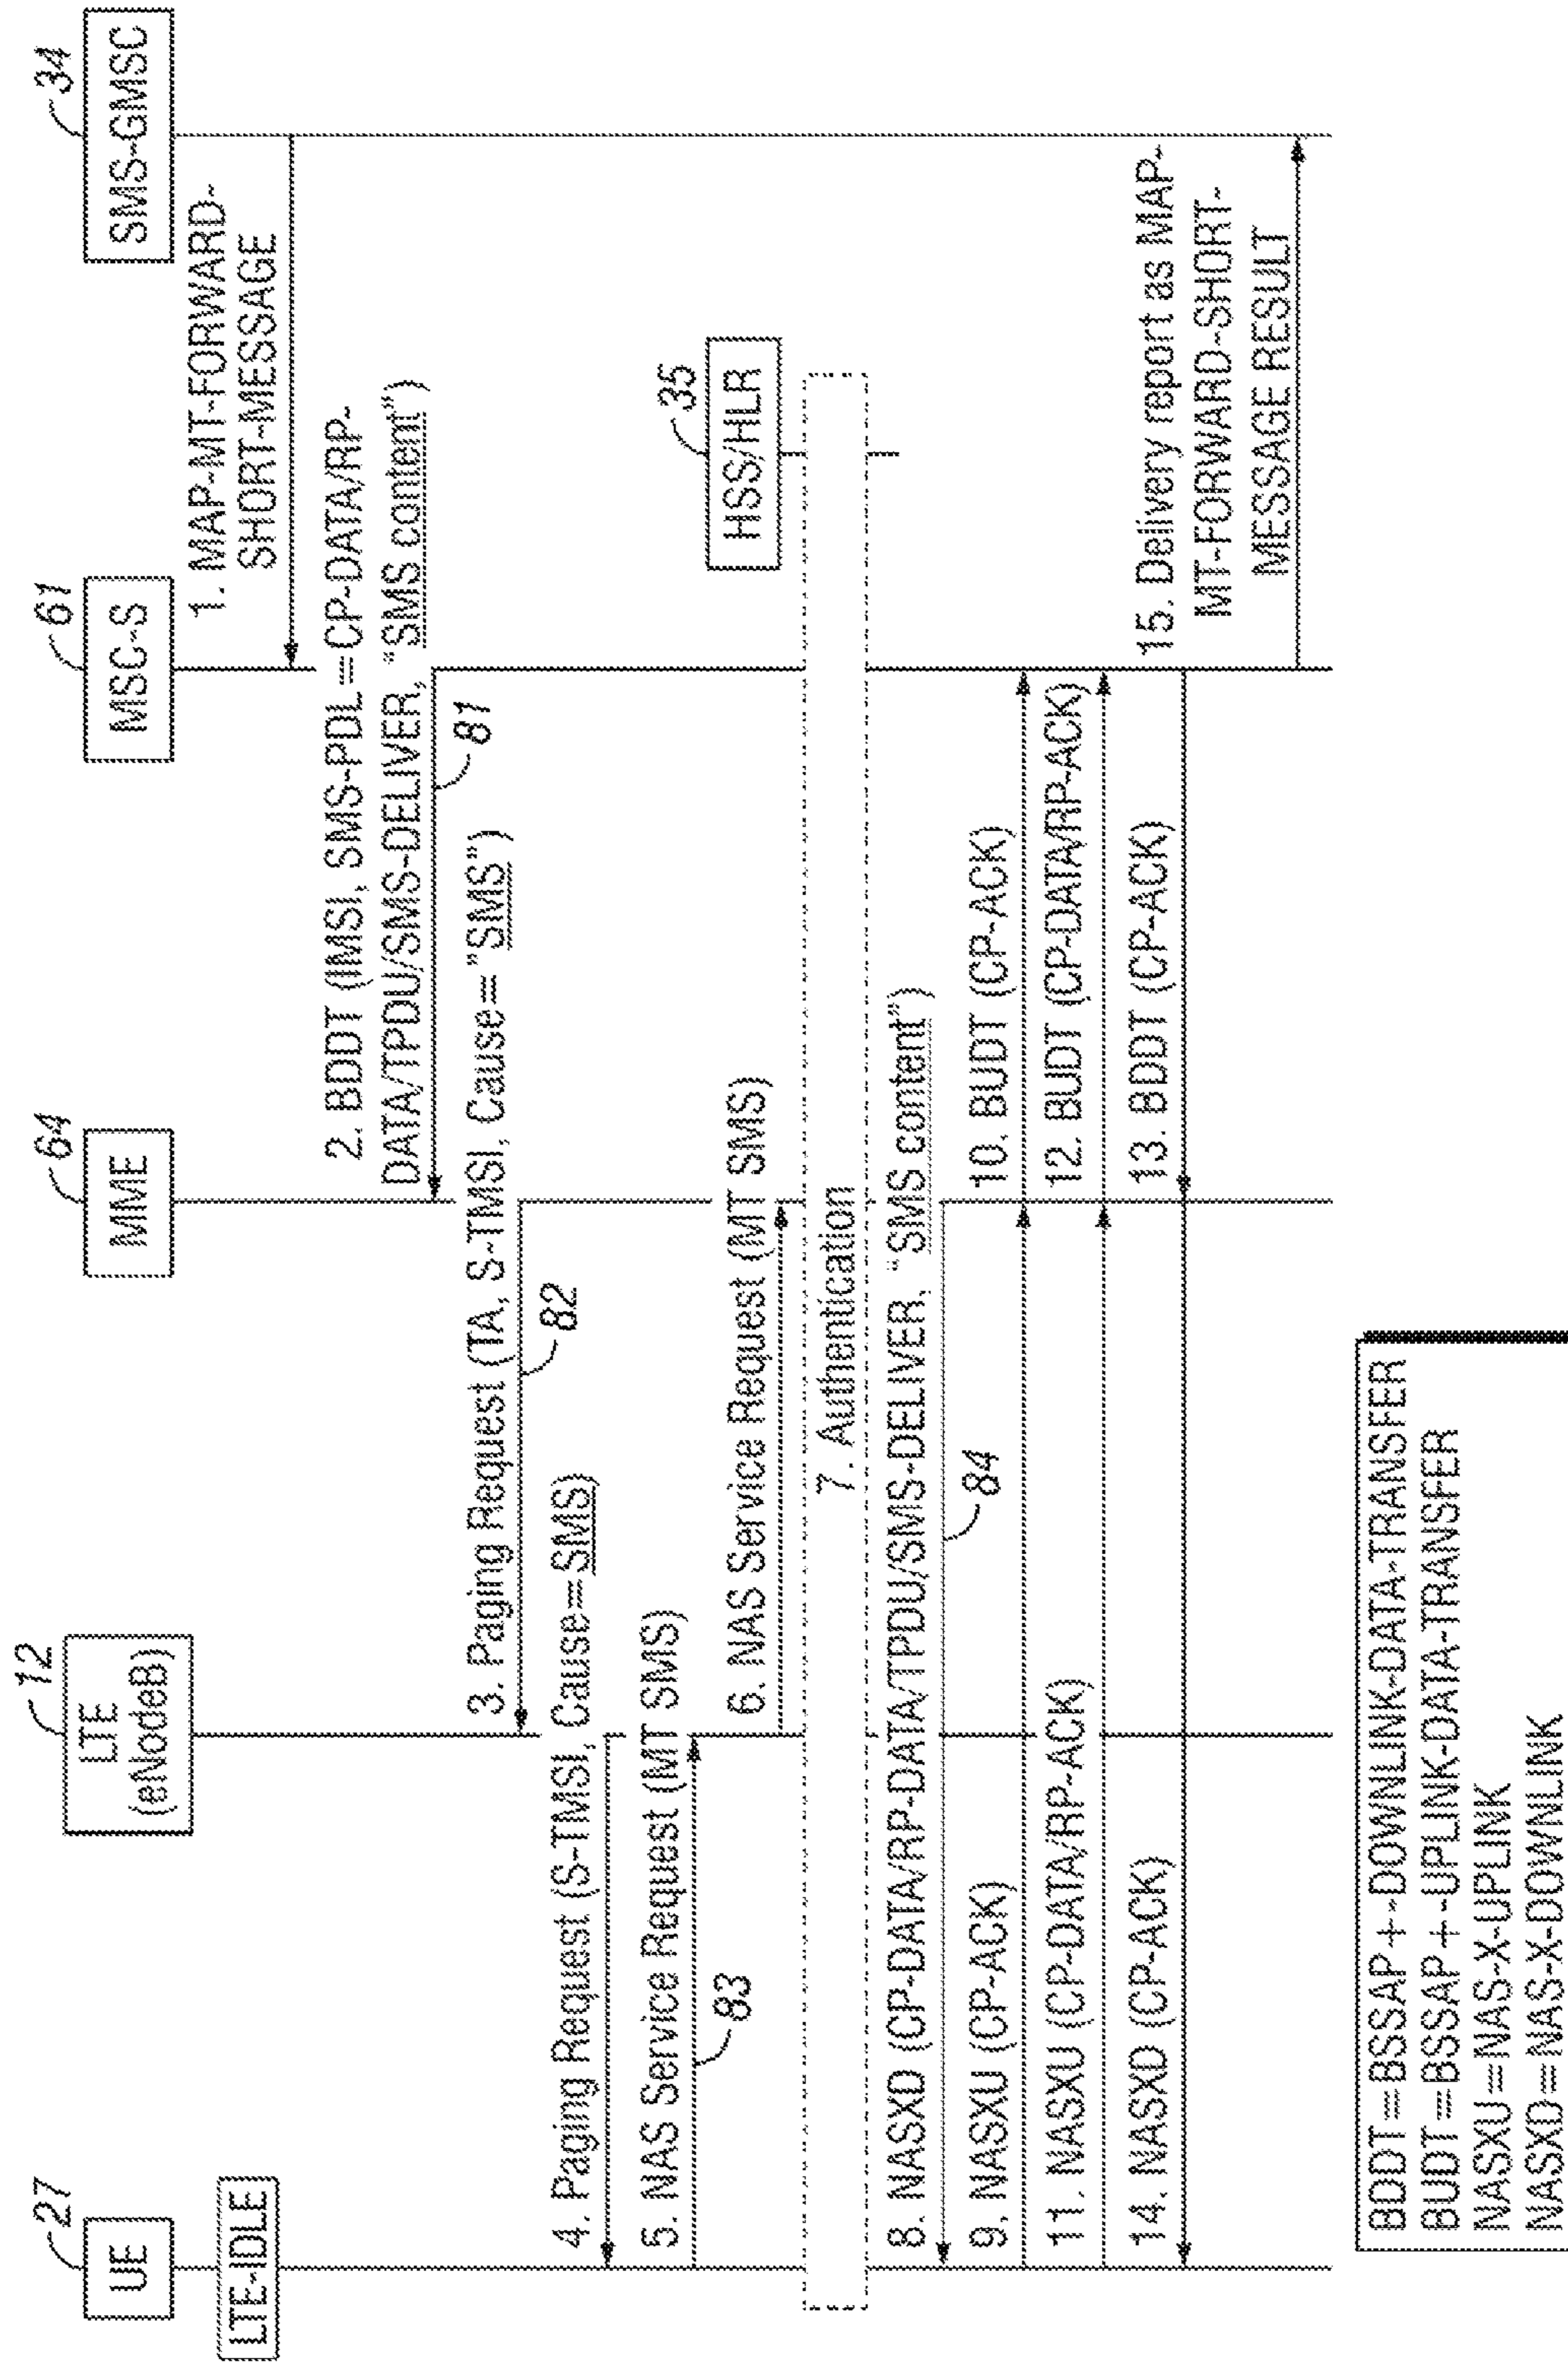 27
UE
LTE-IDLE
12
LTE
(eNodeB)
64
MME
61
MSC-S
34
SMS-GMSC
1. MAP-MT-FORWARD-
SHORT-MESSAGE
2. BDDT (IMSI, SMS-PDL=CP-DATA/RP-
DATA/TPDU/SMS-DELIVER, "SMS content")
81
3. Paging Request (TA, S-TMSI, Cause="SMS")
82
4. Paging Request (S-TMSI, Cause=SMS)
5. NAS Service Request (MT SMS)
83
6. NAS Service Request (MT SMS)
35
HSS/HLR
7. Authentication
8. NASXD (CP-DATA/RP-DATA/TPDU/SMS-DELIVER, "SMS content")
84
9. NASXU (CP-ACK)
10. BUDT (CP-ACK)
11. NASXU (CP-DATA/RP-ACK)
12. BUDT (CP-DATA/RP-ACK)
13. BDDT (CP-ACK)
14. NASXD (CP-ACK)
15. Delivery report as MAP-
MT-FORWARD-SHORT-
MESSAGE RESULT
BDDT=BSSAP+-DOWNLINK-DATA-TRANSFER
BUDT=BSSAP+-UPLINK-DATA-TRANSFER
NASXU=NAS-X-UPLINK
NASXD=NAS-X-DOWNLINK